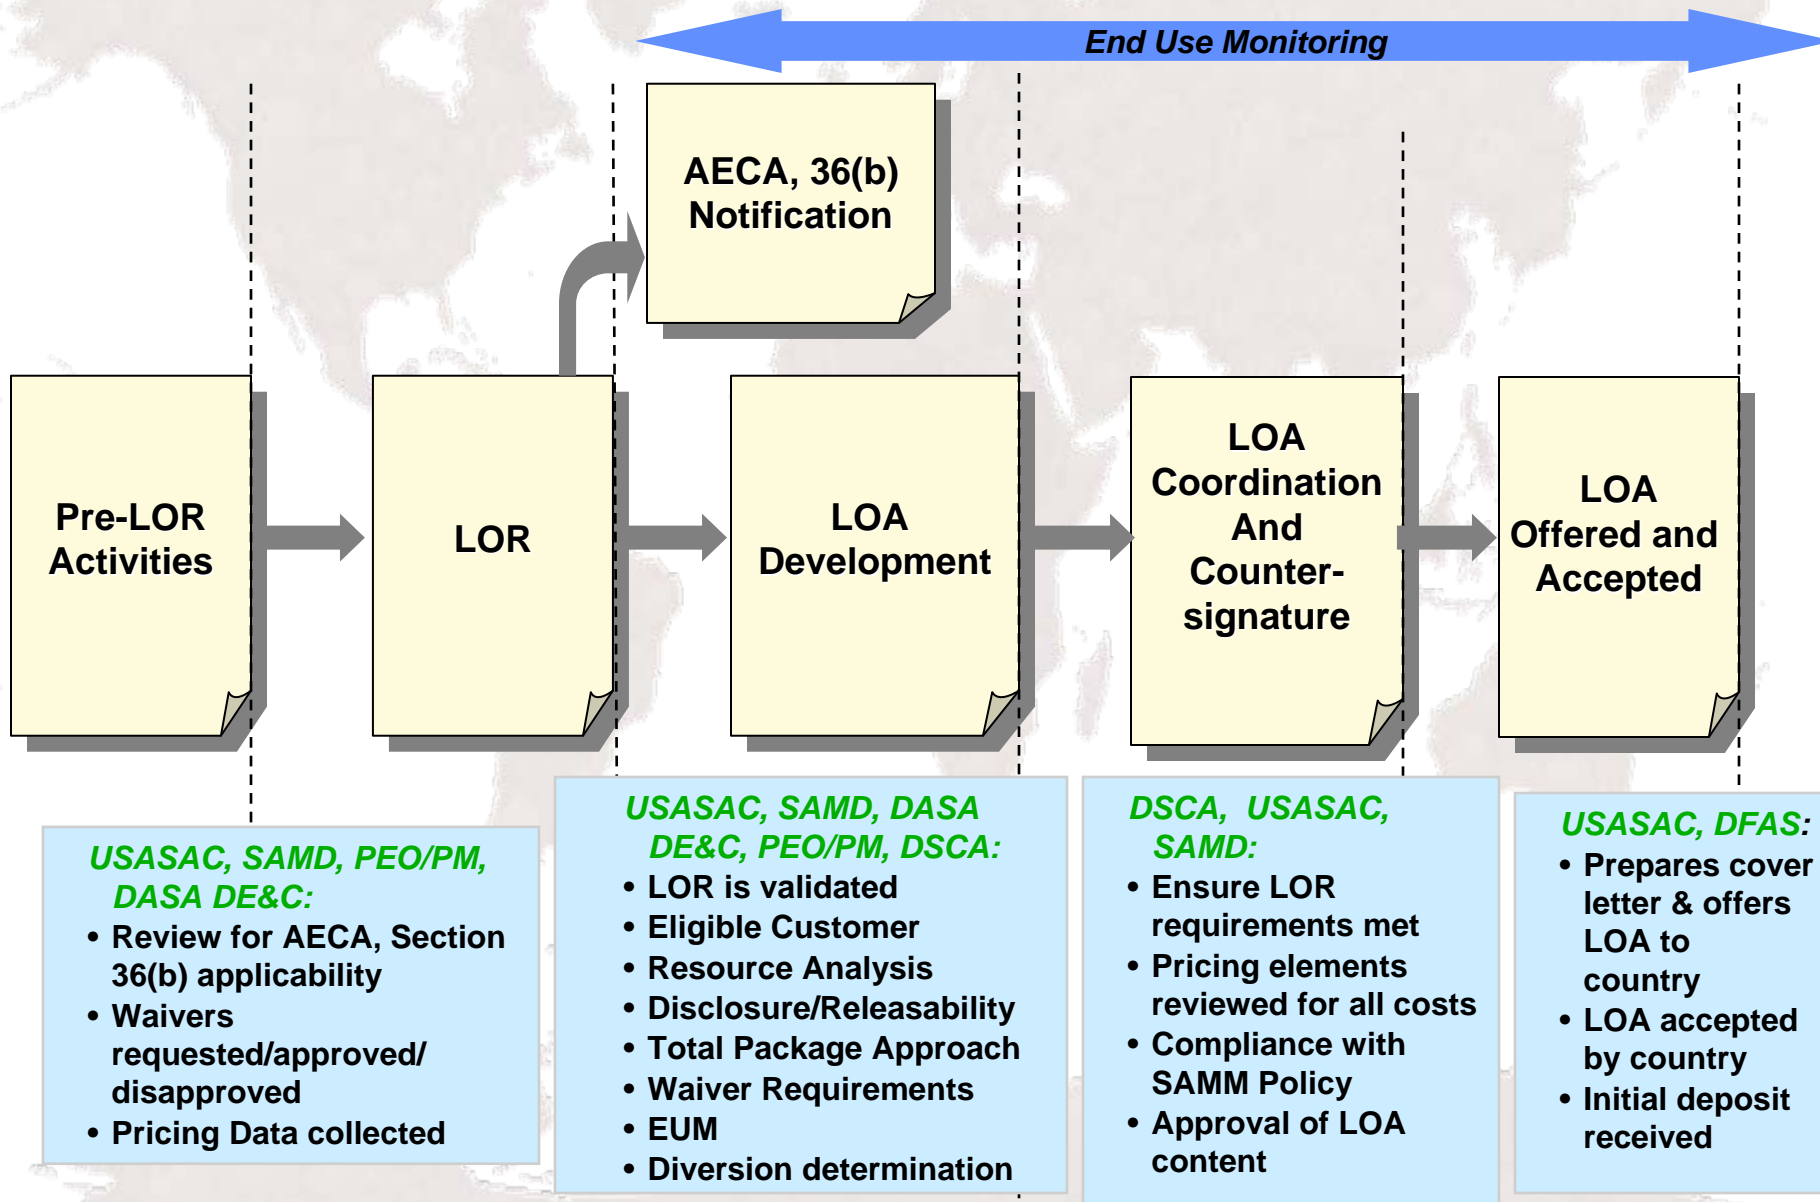 End Use Monitoring
AECA, 36(b)
Notification
Pre-LOR
Activities
LOR
LOA
Development
LOA
Coordination
And
Counter-
signature
LOA
Offered and
Accepted
USASAC, SAMD, PEO/PM,
DASA DE&C:
• Review for AECA, Section
36(b) applicability
• Waivers
requested/approved/
disapproved
• Pricing Data collected
USASAC, SAMD, DASA
DE&C, PEO/PM, DSCA:
• LOR is validated
• Eligible Customer
• Resource Analysis
• Disclosure/Releasability
• Total Package Approach
• Waiver Requirements
• EUM
• Diversion determination
DSCA, USASAC,
SAMD:
• Ensure LOR
requirements met
• Pricing elements
reviewed for all costs
• Compliance with
SAMM Policy
• Approval of LOA
content
USASAC, DFAS:
• Prepares cover
letter & offers
LOA to
country
• LOA accepted
by country
• Initial deposit
received